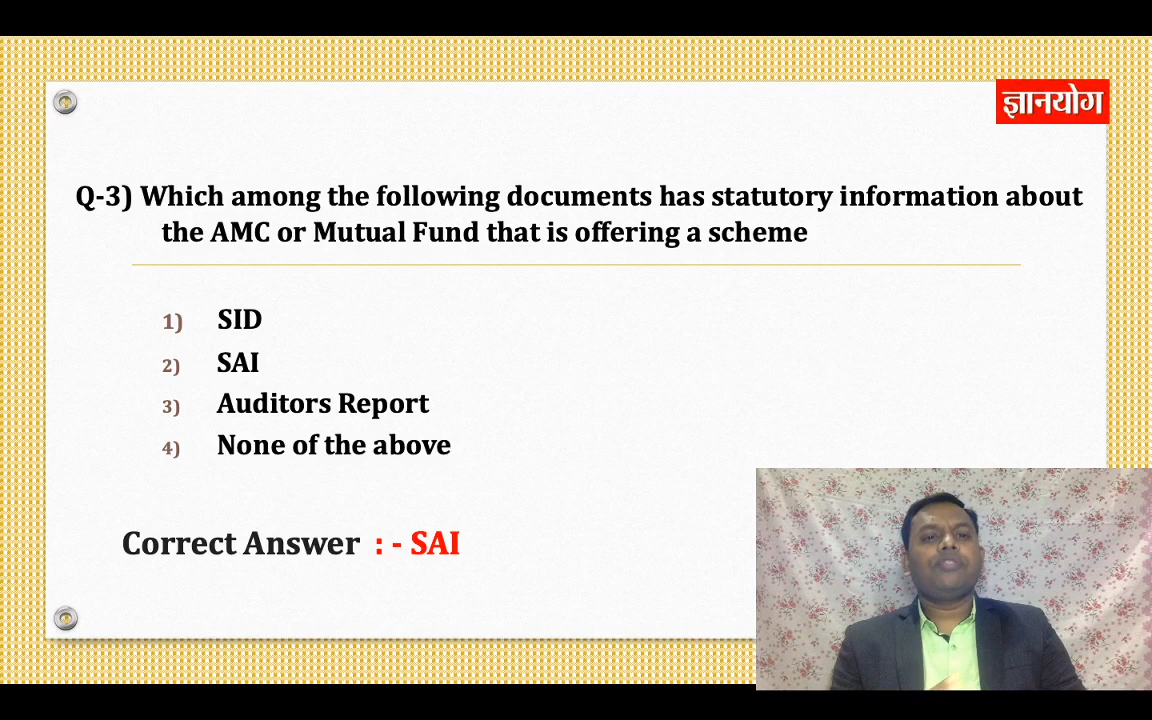 ज्ञानयोग
Q-3) Which among the following documents has statutory information about
the AMC or Mutual Fund that is offering a scheme
1) SID
2) SAI
3) Auditors Report
4) None of the above
Correct Answer : - SAI